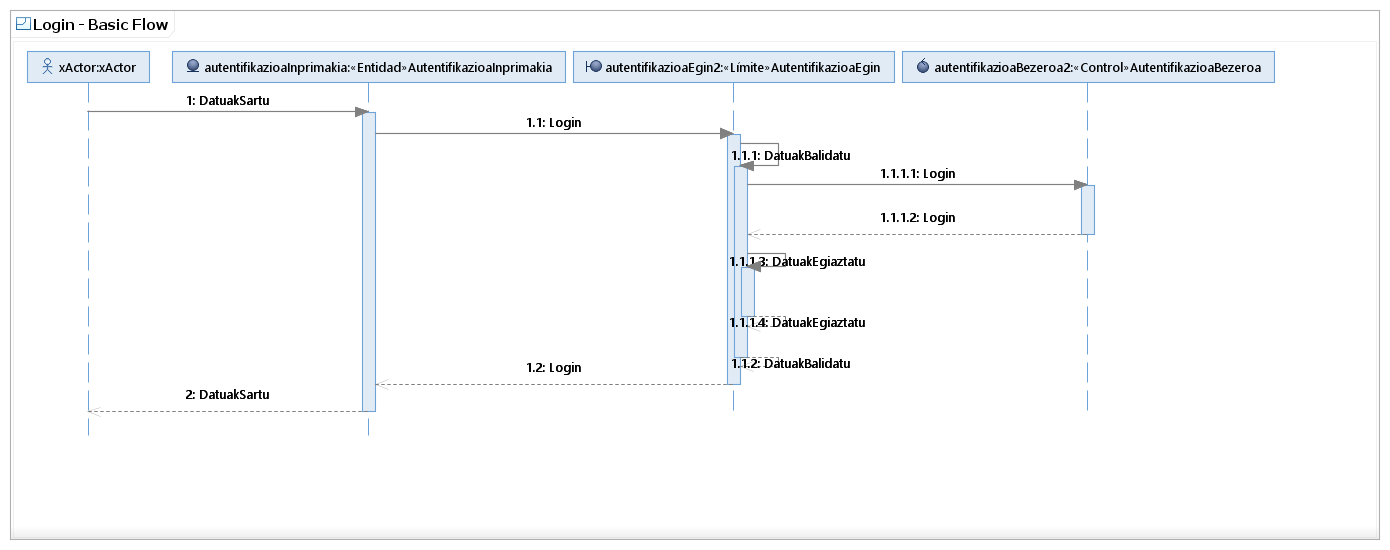 Login - Basic Flow
xActor:xActor
autentifikazioaInprimakia:«Entidad»AutentifikazioaInprimakia
autentifikazioaEgin2:«Límite»AutentifikazioaEgin
autentifikazioaBezeroa2:«Control»AutentifikazioaBezeroa
1: DatuakSartu
1.1: Login
1.1.1: DatuakBalidatu
1.1.1.1: Login
1.1.1.2: Login
1.1.1.3: DatuakEgiaztatu
1.1.1.4: DatuakEgiaztatu
1.1.2: DatuakBalidatu
1.2: Login
2: DatuakSartu